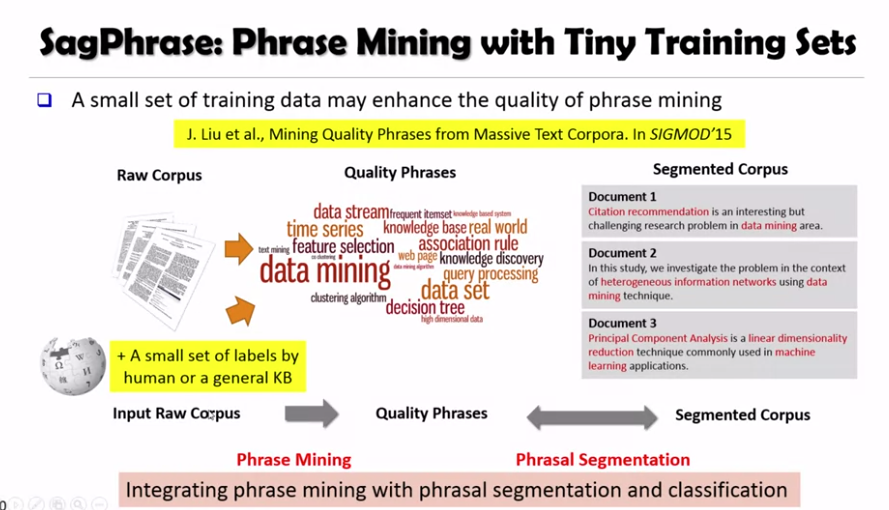 SagPhrase: Phrase Mining with Tiny Training Sets
A small set of training data may enhance the quality of phrase mining
J. Liu et al., Mining Quality Phrases from Massive Text Corpora. In SIGMOD'15
Raw Corpus
Quality Phrases
Segmented Corpus
data stream frequent itemset knowledge based system
time series knowledge base real world
text mining feature selection association rule
co clustering web page knowledge discovery
data mining data mining algorithm query processing
clustering algorithm data set
decision tree
high dimensional data
Document 1
Citation recommendation is an interesting but
challenging research problem in data mining area.
Document 2
In this study, we investigate the problem in the context
of heterogeneous information networks using data
mining technique.
Document 3
Principal Component Analysis is a linear dimensionality
reduction technique commonly used in machine
learning applications.
+ A small set of labels by
human or a general KB
Input Raw Corpus
Quality Phrases
Segmented Corpus
Phrase Mining
Phrasal Segmentation
Integrating phrase mining with phrasal segmentation and classification
0